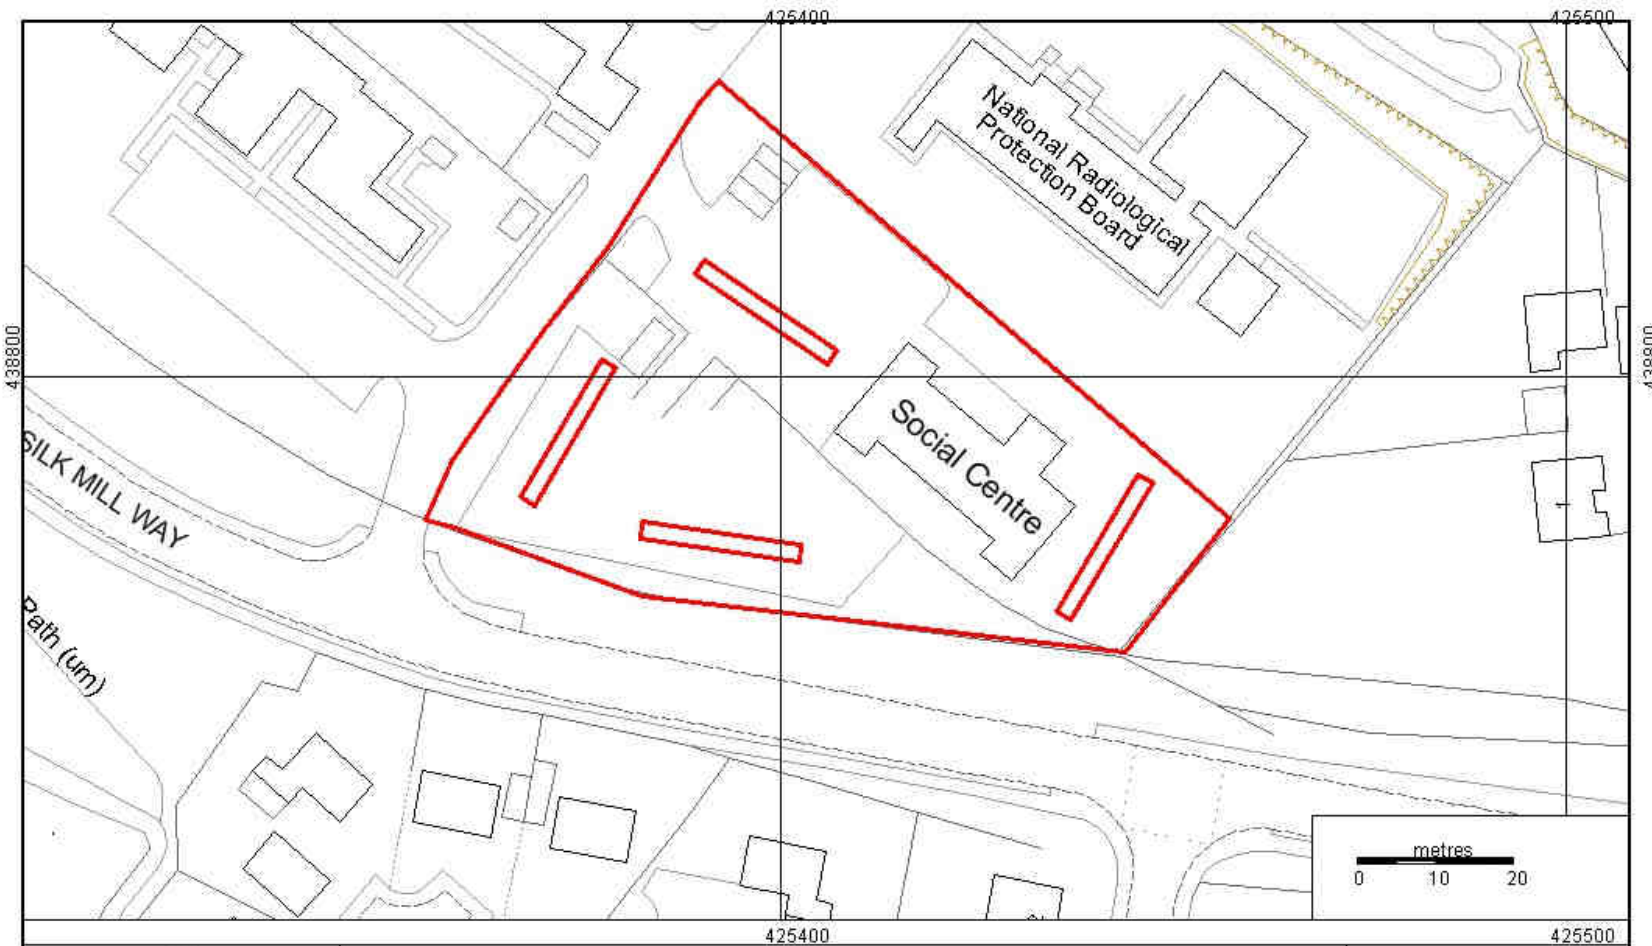 425400
425500
National Radiological
Protection Board
438800
438800
Social Centre
SILK MILL WAY
Path (um)
metres
0 10 20
425400
425500